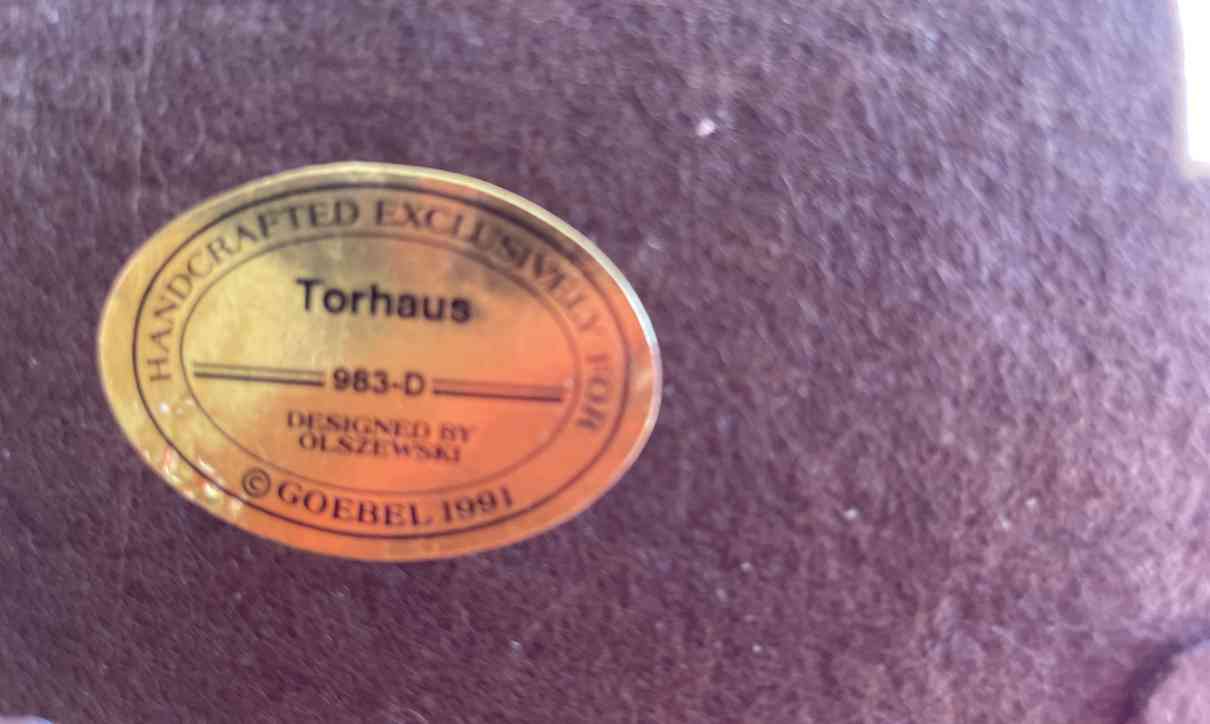 HANDCRAFTED EXCLUSIVELY FOR
Torhaus
983-D
DESIGNED BY
OLSZEWSKI
© GOEBEL 1991